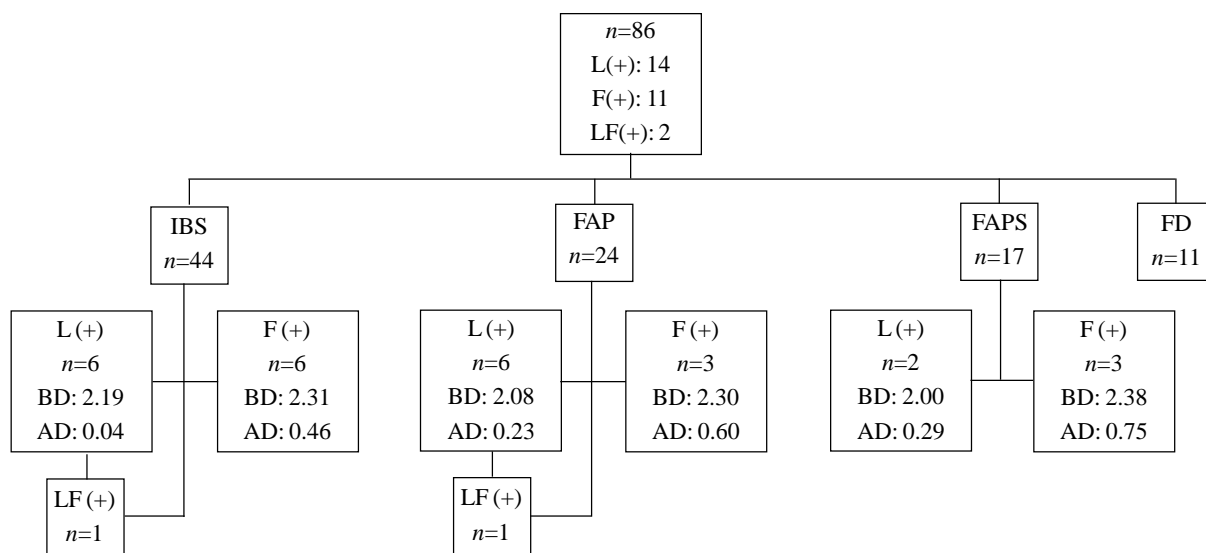 n=86
L(+): 14
F(+): 11
LF(+): 2
IBS
n=44
FAP
n=24
FAPS
n=17
FD
n=11
L (+)
n=6
BD: 2.19
AD: 0.04
F (+)
n=6
BD: 2.31
AD: 0.46
L (+)
n=6
BD: 2.08
AD: 0.23
F (+)
n=3
BD: 2.30
AD: 0.60
L (+)
n=2
BD: 2.00
AD: 0.29
F (+)
n=3
BD: 2.38
AD: 0.75
LF (+)
n=1
LF (+)
n=1